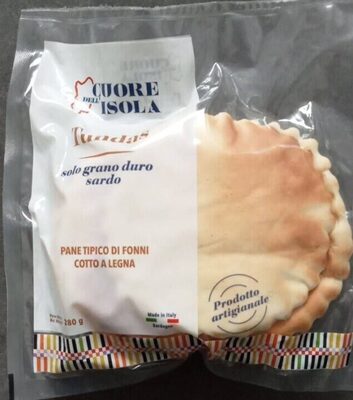 CUORE
DELL'ISOLA
Tundas
solo grano duro
sardo
PANE TIPICO DI FONNI
COTTO A LEGNA
Prodotto
artigianale
280 g
Made in Italy
Sardegna